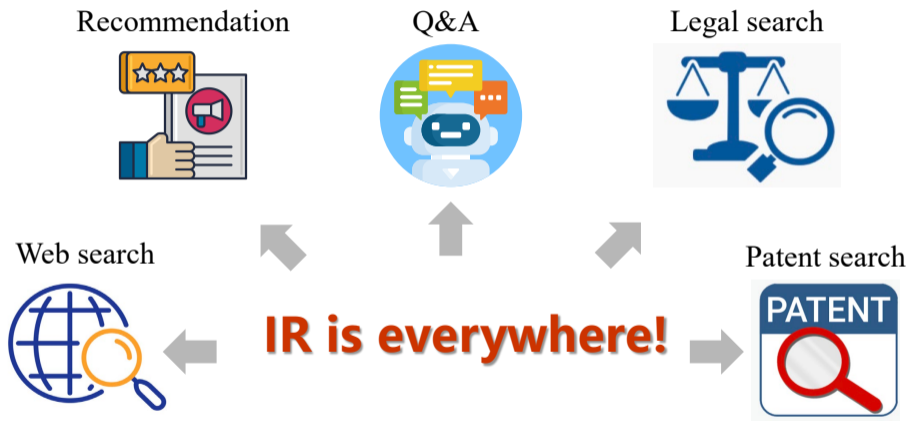 Recommendation
Q&A
Legal search
Web search
Patent search
PATENT
IR is everywhere!